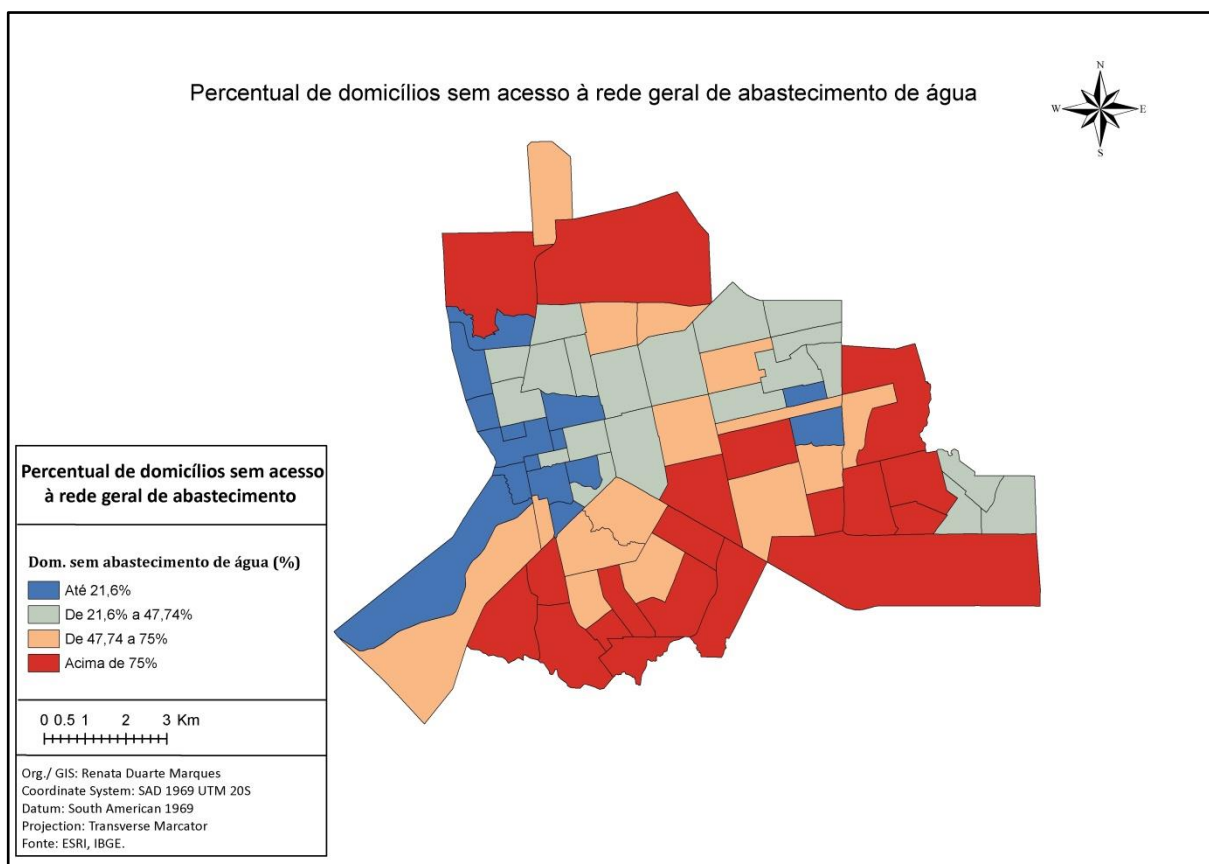 Percentual de domicílios sem acesso à rede geral de abastecimento de água
N
W
E
S
Percentual de domicílios sem acesso
à rede geral de abastecimento
Dom. sem abastecimento de água (%)
Até 21,6%
De 21,6% a 47,74%
De 47,74 a 75%
Acima de 75%
0 0.5 1 2 3 Km
Org./ GIS: Renata Duarte Marques
Coordinate System: SAD 1969 UTM 20S
Datum: South American 1969
Projection: Transverse Marcator
Fonte: ESRI, IBGE.